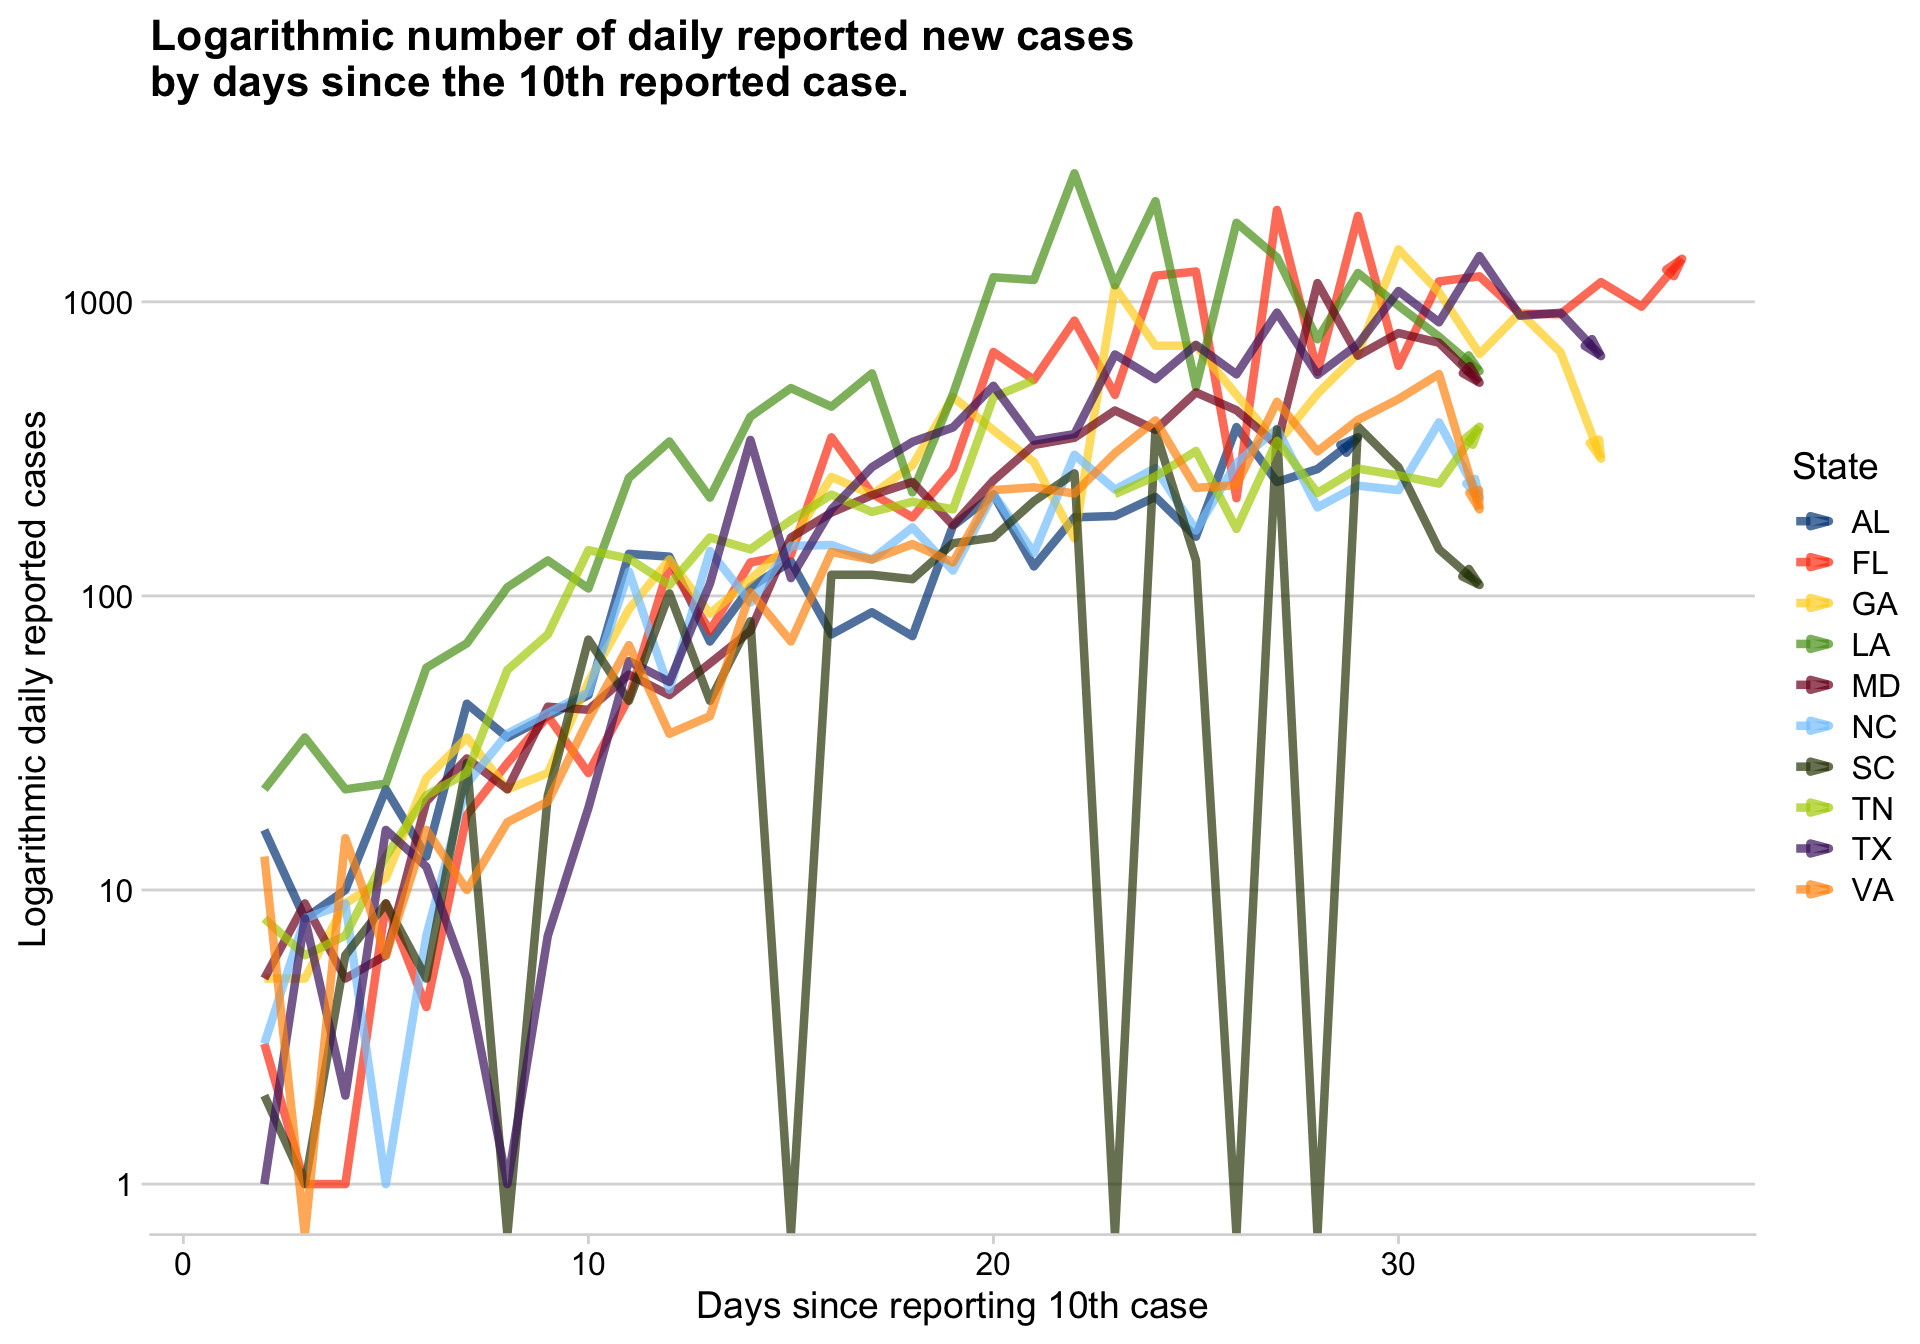 Logarithmic number of daily reported new cases
by days since the 10th reported case.
Logarithmic daily reported cases
1000
100
10
1
0
10
20
30
Days since reporting 10th case
State
AL
FL
GA
LA
MD
NC
SC
TN
TX
VA